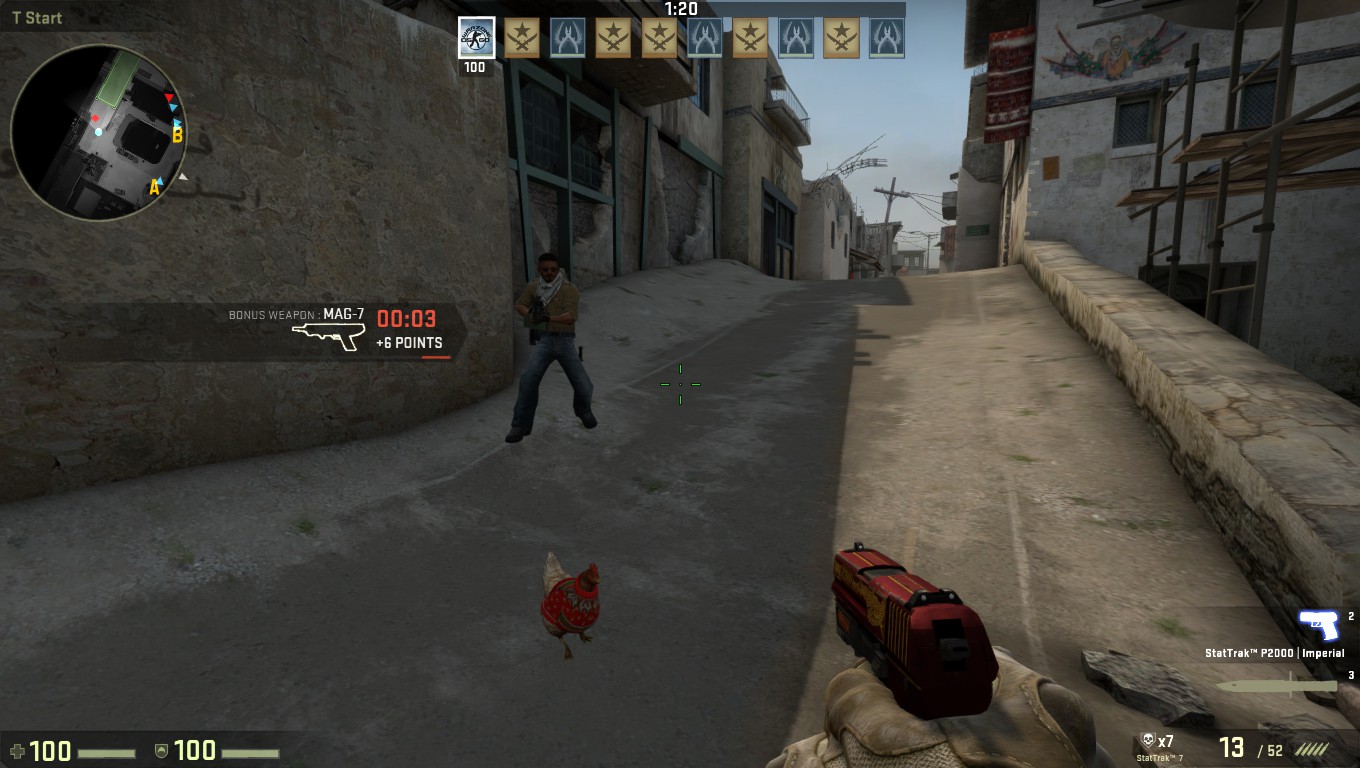 T Start
1:20
100
B
A
BONUS WEAPON : MAG-7
00:03
+6 POINTS
2
StatTrak™ P2000 | Imperial
3
100
100
x7
StatTrak™ 7
13 / 52